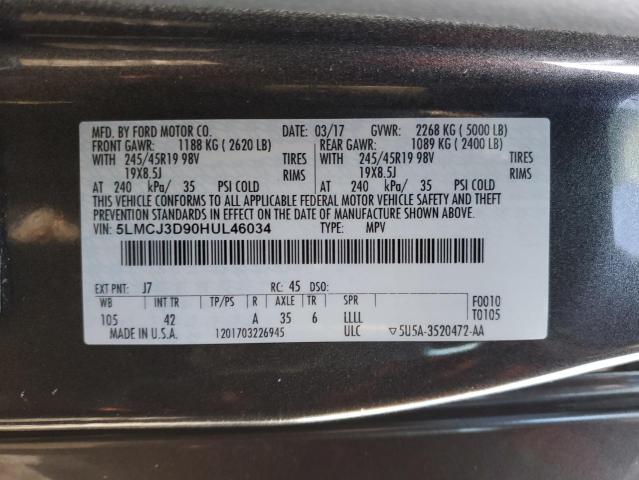 MFD. BY FORD MOTOR CO. DATE: 03/17 GVWR: 2268 KG ( 5000 LB)
FRONT GAWR: 1188 KG ( 2620 LB) REAR GAWR: 1089 KG ( 2400 LB)
WITH 245/45R19 98V TIRES WITH 245/45R19 98V TIRES
19X8.5J RIMS 19X8.5J RIMS
AT 240 kPa/ 35 PSI COLD AT 240 kPa/ 35 PSI COLD
THIS VEHICLE CONFORMS TO ALL APPLICABLE FEDERAL MOTOR VEHICLE SAFETY AND THEFT
PREVENTION STANDARDS IN EFFECT ON THE DATE OF MANUFACTURE SHOWN ABOVE.
VIN: 5LMCJ3D90HUL46034 TYPE: MPV
EXT PNT: J7 RC: 45 DSO:
WB INT TR TP/PS R AXLE TR SPR F0010
105 42 A 35 6 LLLL T0105
MADE IN U.S.A. 1201703226945 ULC ▽5U5A-3520472-AA